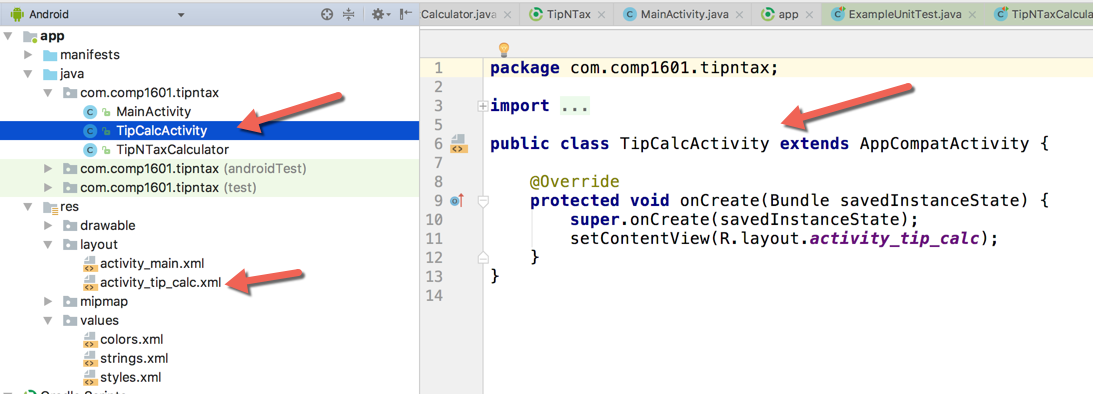 Android
Calculator.java
TipNTax
MainActivity.java
app
ExampleUnitTest.java
TipNTaxCalcula
app
manifests
java
com.comp1601.tipntax
MainActivity
TipCalcActivity
TipNTaxCalculator
com.comp1601.tipntax (androidTest)
com.comp1601.tipntax (test)
res
drawable
layout
activity_main.xml
activity_tip_calc.xml
mipmap
values
colors.xml
strings.xml
styles.xml
Gradle Scripts
1 package com.comp1601.tipntax;
2
3 import ...
5
6 public class TipCalcActivity extends AppCompatActivity {
7
8 @Override
9 protected void onCreate(Bundle savedInstanceState) {
10 super.onCreate(savedInstanceState);
11 setContentView(R.layout.activity_tip_calc);
12 }
13 }
14